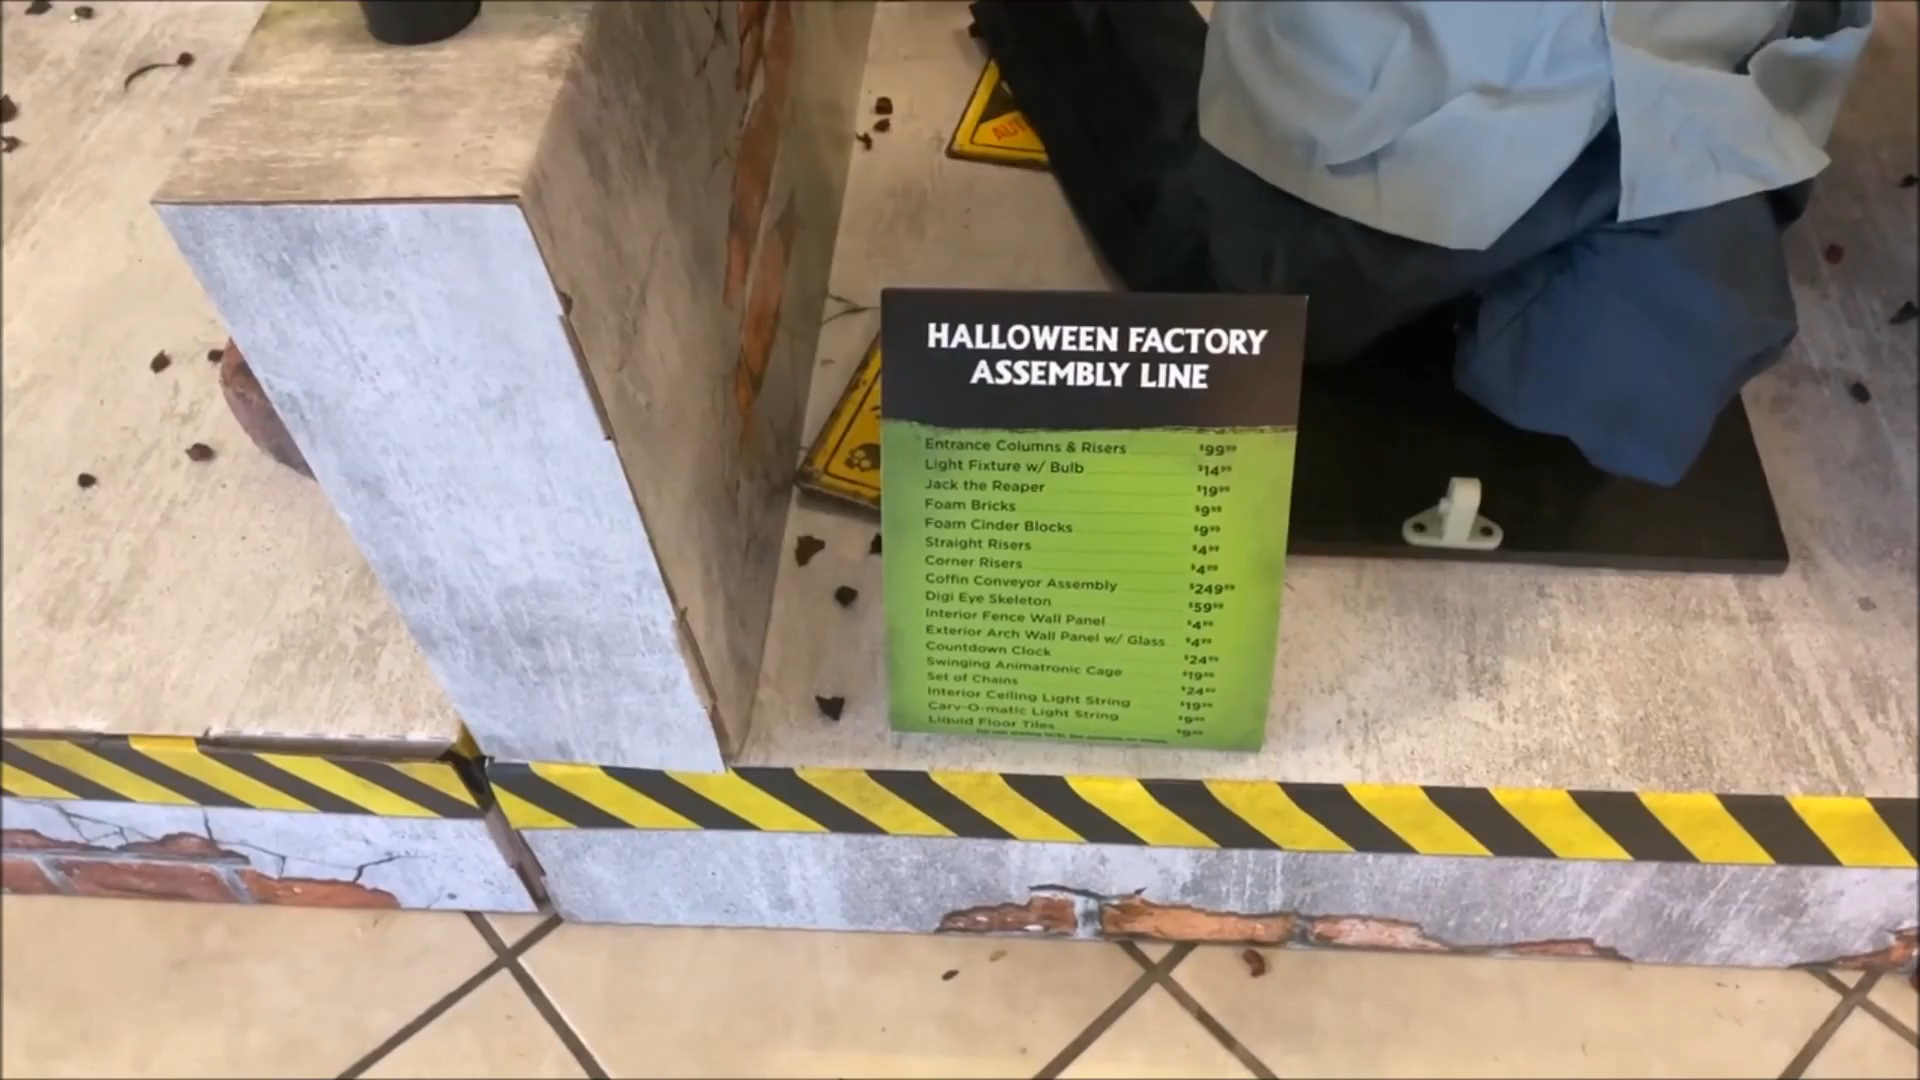 AUT
HALLOWEEN FACTORY
ASSEMBLY LINE
Entrance Columns & Risers $99.99
Light Fixture w/ Bulb $14.99
Jack the Reaper $19.99
Foam Bricks $9.99
Foam Cinder Blocks $9.99
Straight Risers $4.99
Corner Risers $4.99
Coffin Conveyor Assembly $249.99
Digi Eye Skeleton $59.99
Interior Fence Wall Panel $4.99
Exterior Arch Wall Panel w/ Glass $4.99
Countdown Clock $24.99
Swinging Animatronic Cage $19.99
Set of Chains $24.99
Interior Ceiling Light String $19.99
Carv-O-matic Light String $9.99
Liquid Floor Tiles $9.99